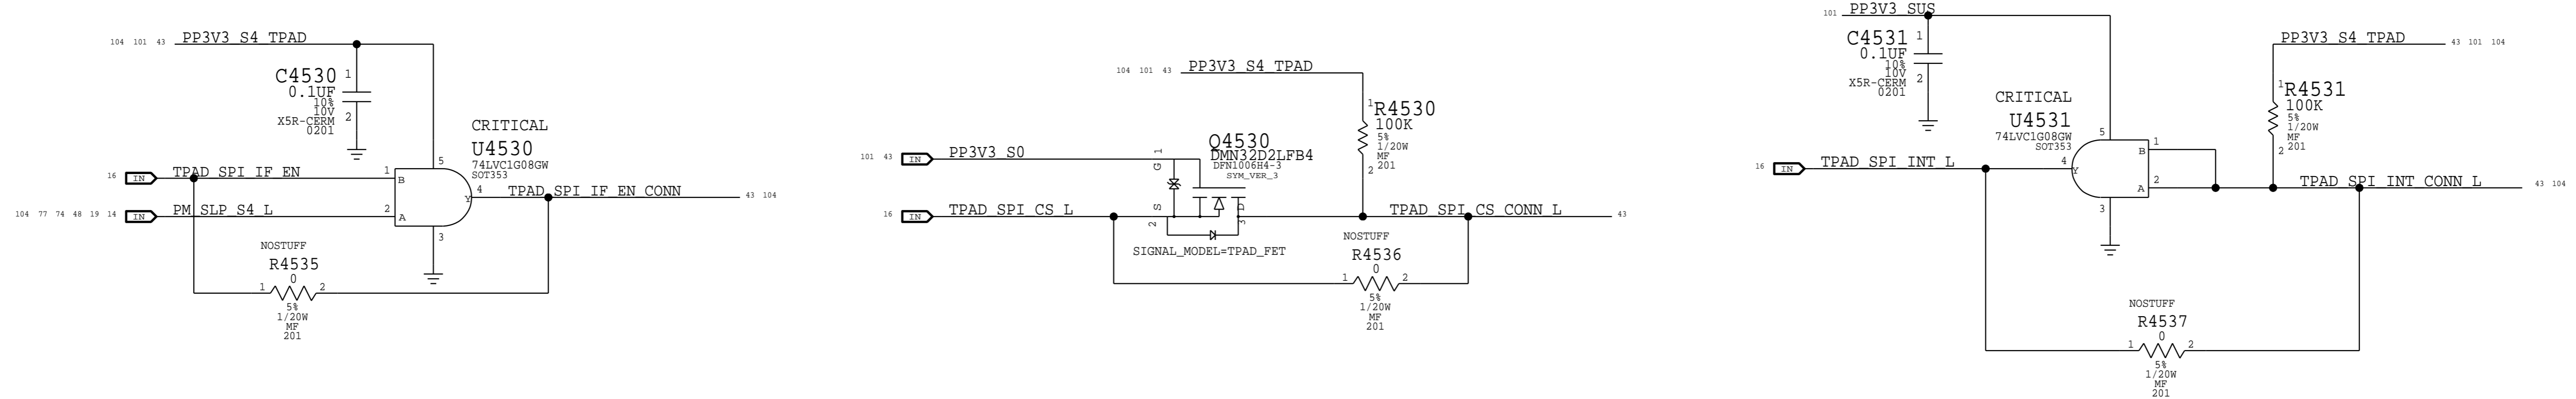 104 101 43 PP3V3_S4_TPAD
C4530 1
0.1UF
10%
10V
X5R-CERM 2
0201
CRITICAL
U4530
74LVC1G08GW
SOT353
5
16 IN TPAD_SPI_IF_EN 1 B
4 Y TPAD_SPI_IF_EN_CONN 43 104
104 77 74 48 19 14 IN PM_SLP_S4_L 2 A
3
NOSTUFF
R4535
0
1 2
5%
1/20W
MF
201
104 101 43 PP3V3_S4_TPAD
1 R4530
100K
5%
1/20W
MF
2 201
101 43 IN PP3V3_S0
G 1
Q4530
DMN32D2LFB4
DFN1006H4-3
SYM_VER_3
16 IN TPAD_SPI_CS_L
2 S
3 D
TPAD_SPI_CS_CONN_L 43
SIGNAL_MODEL=TPAD_FET
NOSTUFF
R4536
0
1 2
5%
1/20W
MF
201
101 PP3V3_SUS
C4531 1
0.1UF
10%
10V 2
X5R-CERM
0201
PP3V3_S4_TPAD 43 101 104
1 R4531
100K
5%
1/20W
MF
2 201
CRITICAL
U4531
74LVC1G08GW
SOT353
5
B 1
16 IN TPAD_SPI_INT_L 4 Y
A 2 TPAD_SPI_INT_CONN_L 43 104
3
NOSTUFF
R4537
0
1 2
5%
1/20W
MF
201